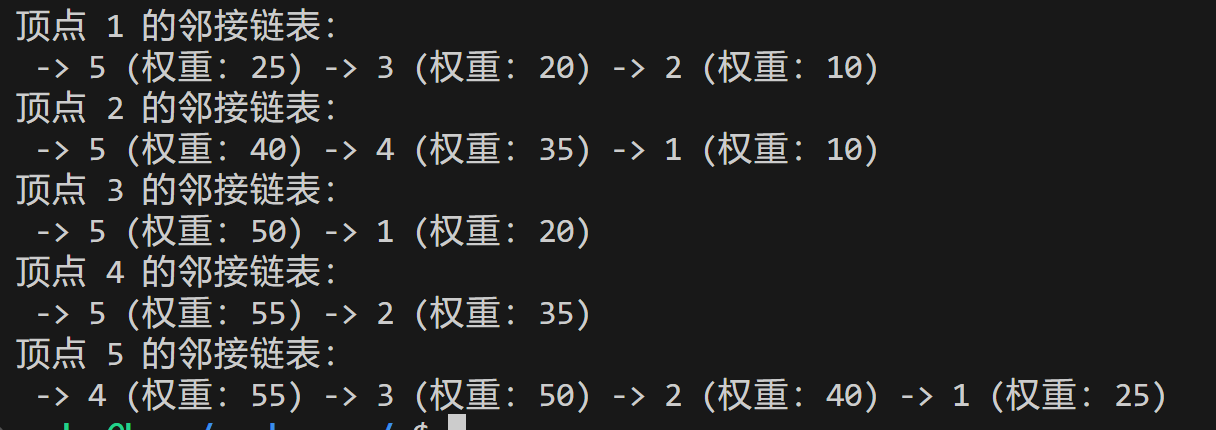 顶点 1 的邻接链表:
-> 5 (权重: 25) -> 3 (权重: 20) -> 2 (权重: 10)
顶点 2 的邻接链表:
-> 5 (权重: 40) -> 4 (权重: 35) -> 1 (权重: 10)
顶点 3 的邻接链表:
-> 5 (权重: 50) -> 1 (权重: 20)
顶点 4 的邻接链表:
-> 5 (权重: 55) -> 2 (权重: 35)
顶点 5 的邻接链表:
-> 4 (权重: 55) -> 3 (权重: 50) -> 2 (权重: 40) -> 1 (权重: 25)